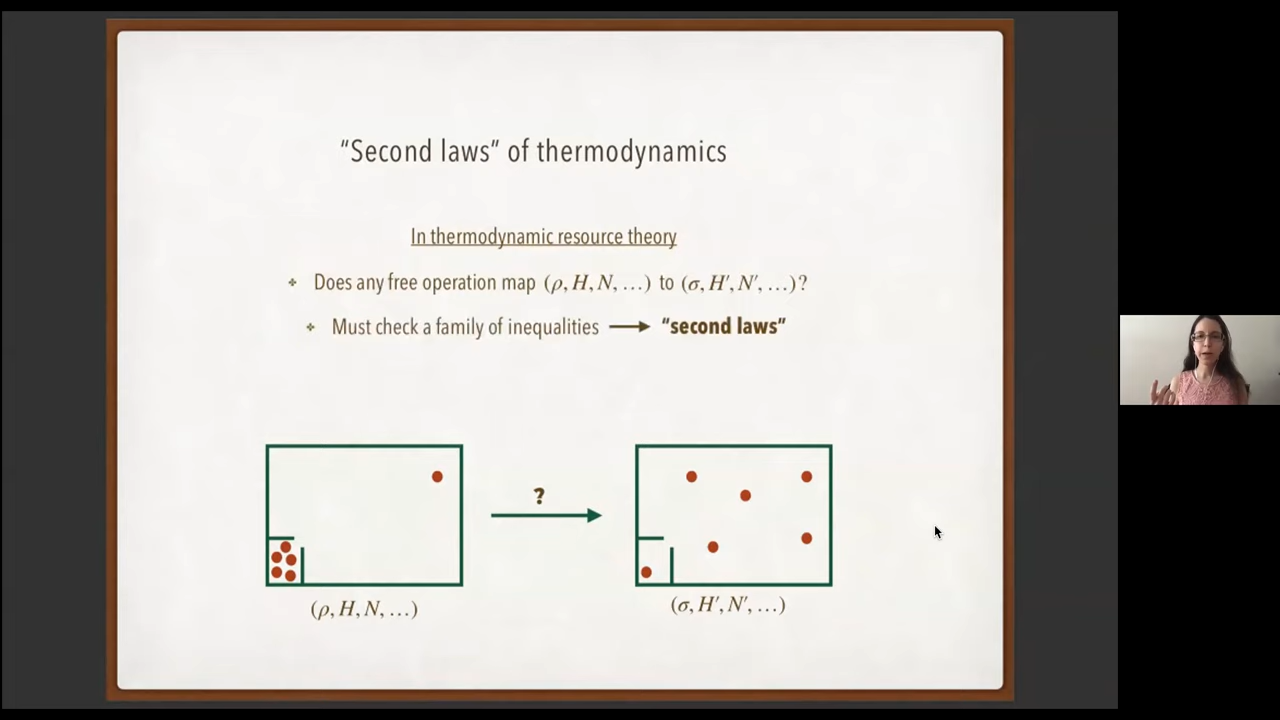 “Second laws” of thermodynamics
In thermodynamic resource theory
❖ Does any free operation map (ρ, H, N, …) to (σ, H′, N′, …)?
❖ Must check a family of inequalities ⟶ “second laws”
?
(ρ, H, N, …)
(σ, H′, N′, …)